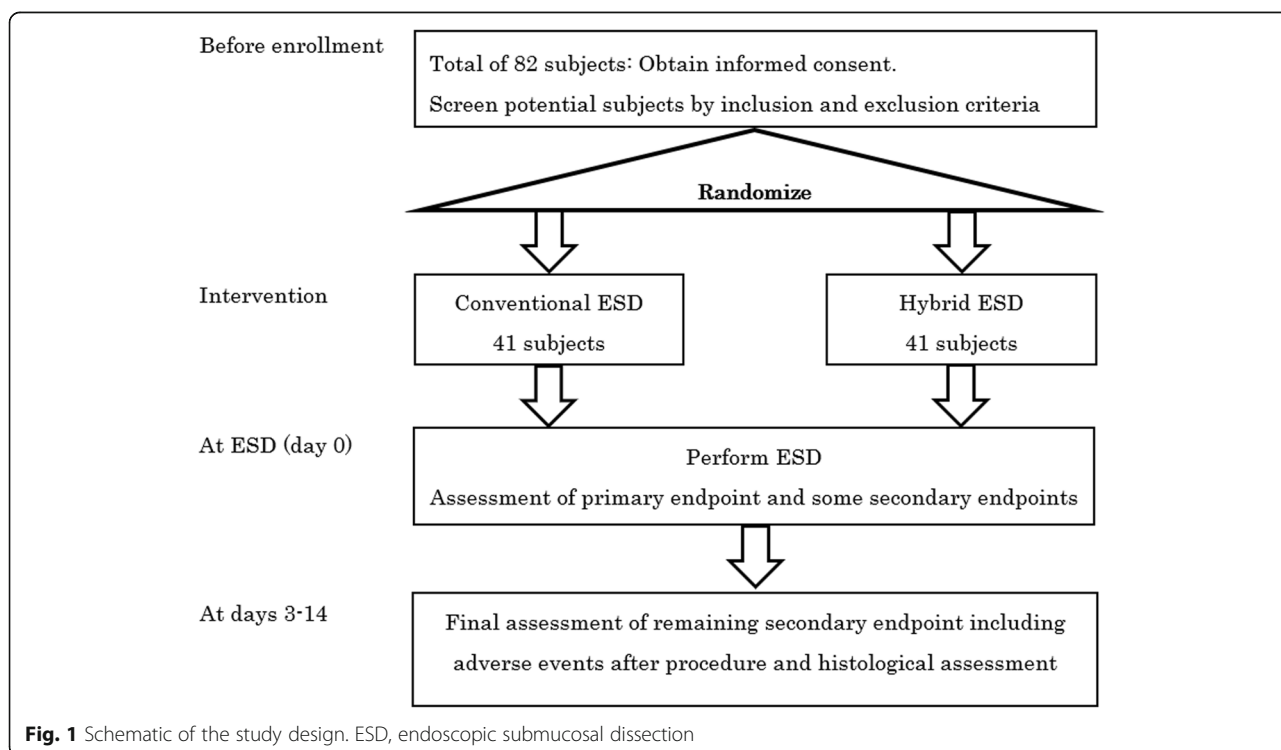 Before enrollment
Total of 82 subjects: Obtain informed consent.
Screen potential subjects by inclusion and exclusion criteria
Randomize
Intervention
Conventional ESD
41 subjects
Hybrid ESD
41 subjects
At ESD (day 0)
Perform ESD
Assessment of primary endpoint and some secondary endpoints
At days 3-14
Final assessment of remaining secondary endpoint including
adverse events after procedure and histological assessment
Fig. 1 Schematic of the study design. ESD, endoscopic submucosal dissection